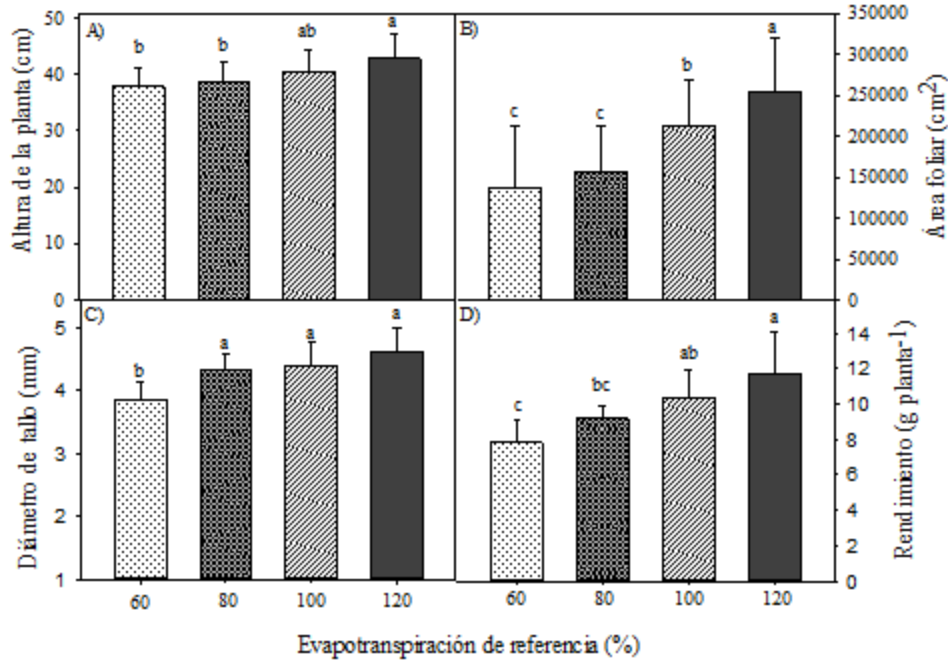 A)
Altura de la planta (cm)
50
40
30
20
10
0
b
b
ab
a
B)
c
c
b
a
350000
300000
250000
200000
150000
100000
50000
0
Área foliar (cm2)
C)
Diámetro de tallo (mm)
5
4
3
2
1
b
a
a
a
D)
c
bc
ab
a
14
12
10
8
6
4
2
0
Rendimiento (g planta-1)
60
80
100
120
60
80
100
120
Evapotranspiración de referencia (%)